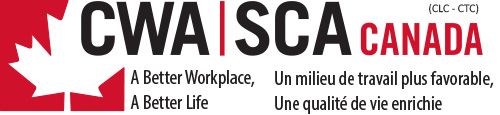 (CLC - CTC)
CWA|SCA CANADA
A Better Workplace,
A Better Life
Un milieu de travail plus favorable,
Une qualité de vie enrichie